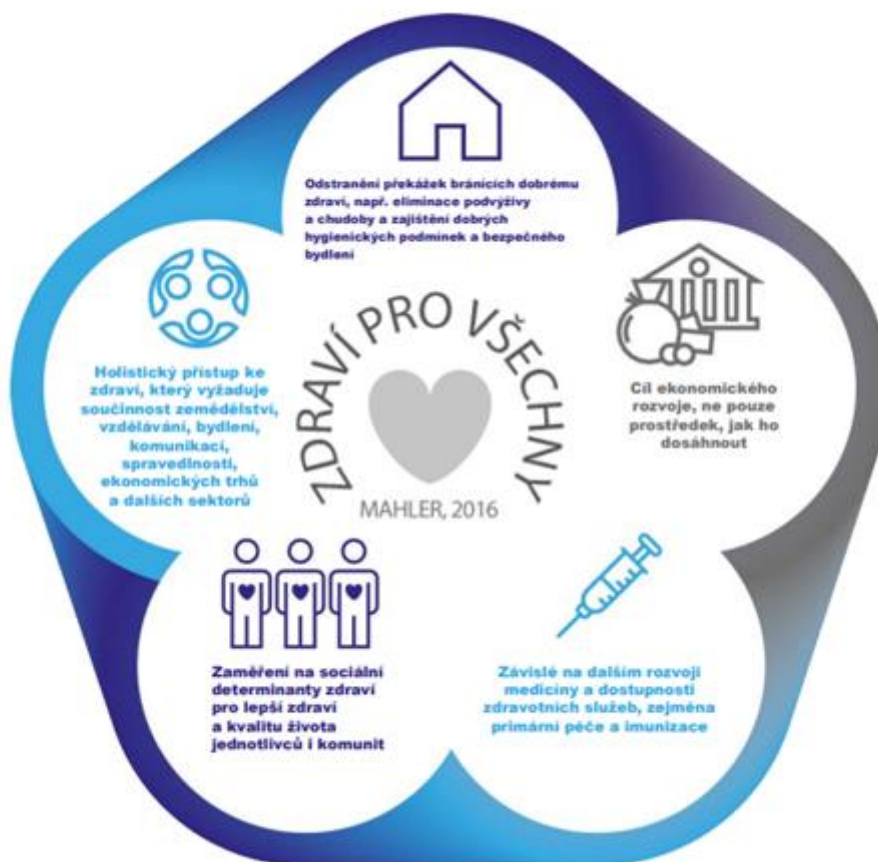 Odstranění překážek bránících dobrému
zdraví, např. eliminace podvýživy
a chudoby a zajištění dobrých
hygienických podmínek a bezpečného
bydlení
Holistický přístup ke
zdraví, který vyžaduje
součinnost zemědělství,
vzdělávání, bydlení,
komunikací,
spravedlnosti,
ekonomických trhů
a dalších sektorů
ZDRAVÍ PRO VŠECHNY
MAHLER, 2016
Cíl ekonomického
rozvoje, ne pouze
prostředek, jak ho
dosáhnout
Zaměření na sociální
determinanty zdraví
pro lepší zdraví
a kvalitu života
jednotlivců i komunit
Závislé na dalším rozvoji
medicíny a dostupnosti
zdravotních služeb, zejména
primární péče a imunizace